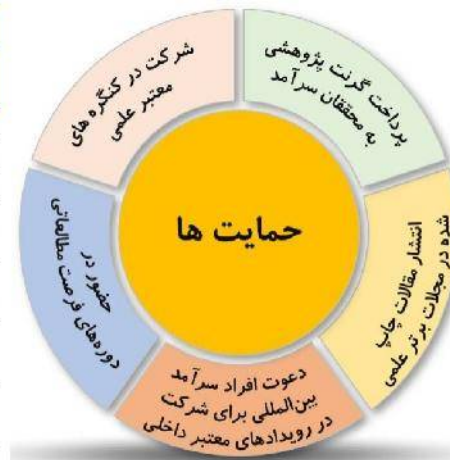 حمایت ها
پرداخت گرنت پژوهشی
به محققان سرآمد
انتشار مقالات چاپ
شده در مجلات برتر علمی
دعوت افراد سرآمد
بین‌المللی برای شرکت
در رویدادهای معتبر داخلی
حضور در
دوره‌های فرصت مطالعاتی
شرکت در کنگره های
معتبر علمی